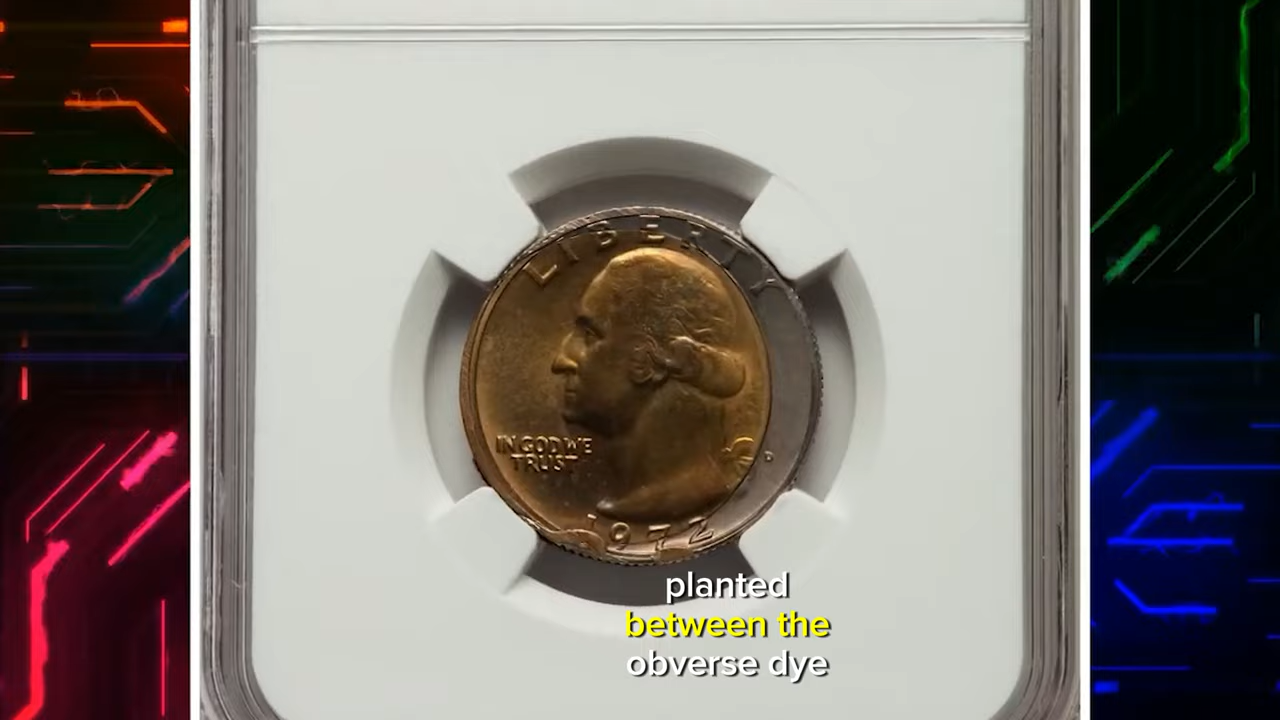 LIBERTY
IN GOD WE
TRUST
D
1972
planted
between the
obverse dye